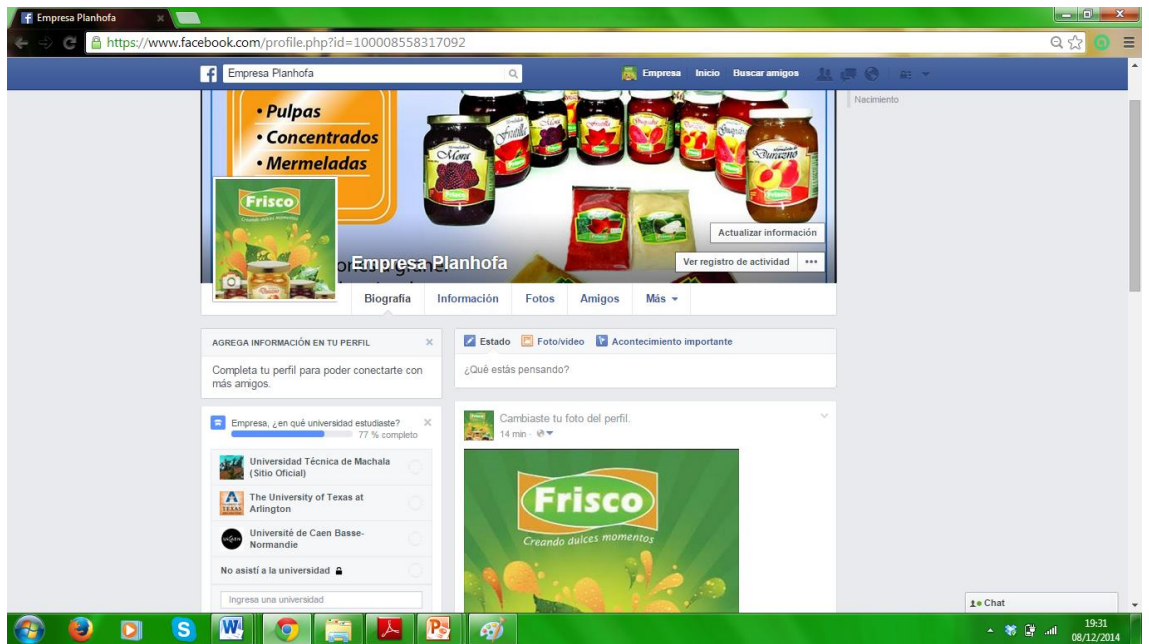 Empresa Planhofa
https://www.facebook.com/profile.php?id=100008558317092
Empresa Planhofa
Empresa Inicio Buscar amigos
Nacimiento
• Pulpas
• Concentrados
• Mermeladas
Mora
Frutilla
Guayaba
Durazno
Frisco
Creando dulces momentos
Actualizar información
Empresa Planhofa
Ver registro de actividad
Biografía Información Fotos Amigos Más
AGREGA INFORMACIÓN EN TU PERFIL
Completa tu perfil para poder conectarte con
más amigos.
Estado Foto/video Acontecimiento importante
¿Qué estás pensando?
Empresa, ¿en qué universidad estudiaste?
77 % completo
Universidad Técnica de Machala
(Sitio Oficial)
The University of Texas at
Arlington
Université de Caen Basse-
Normandie
No asistí a la universidad
Ingresa una universidad
Cambiaste tu foto del perfil.
14 min ·
Frisco
Creando dulces momentos
Chat
19:31
08/12/2014